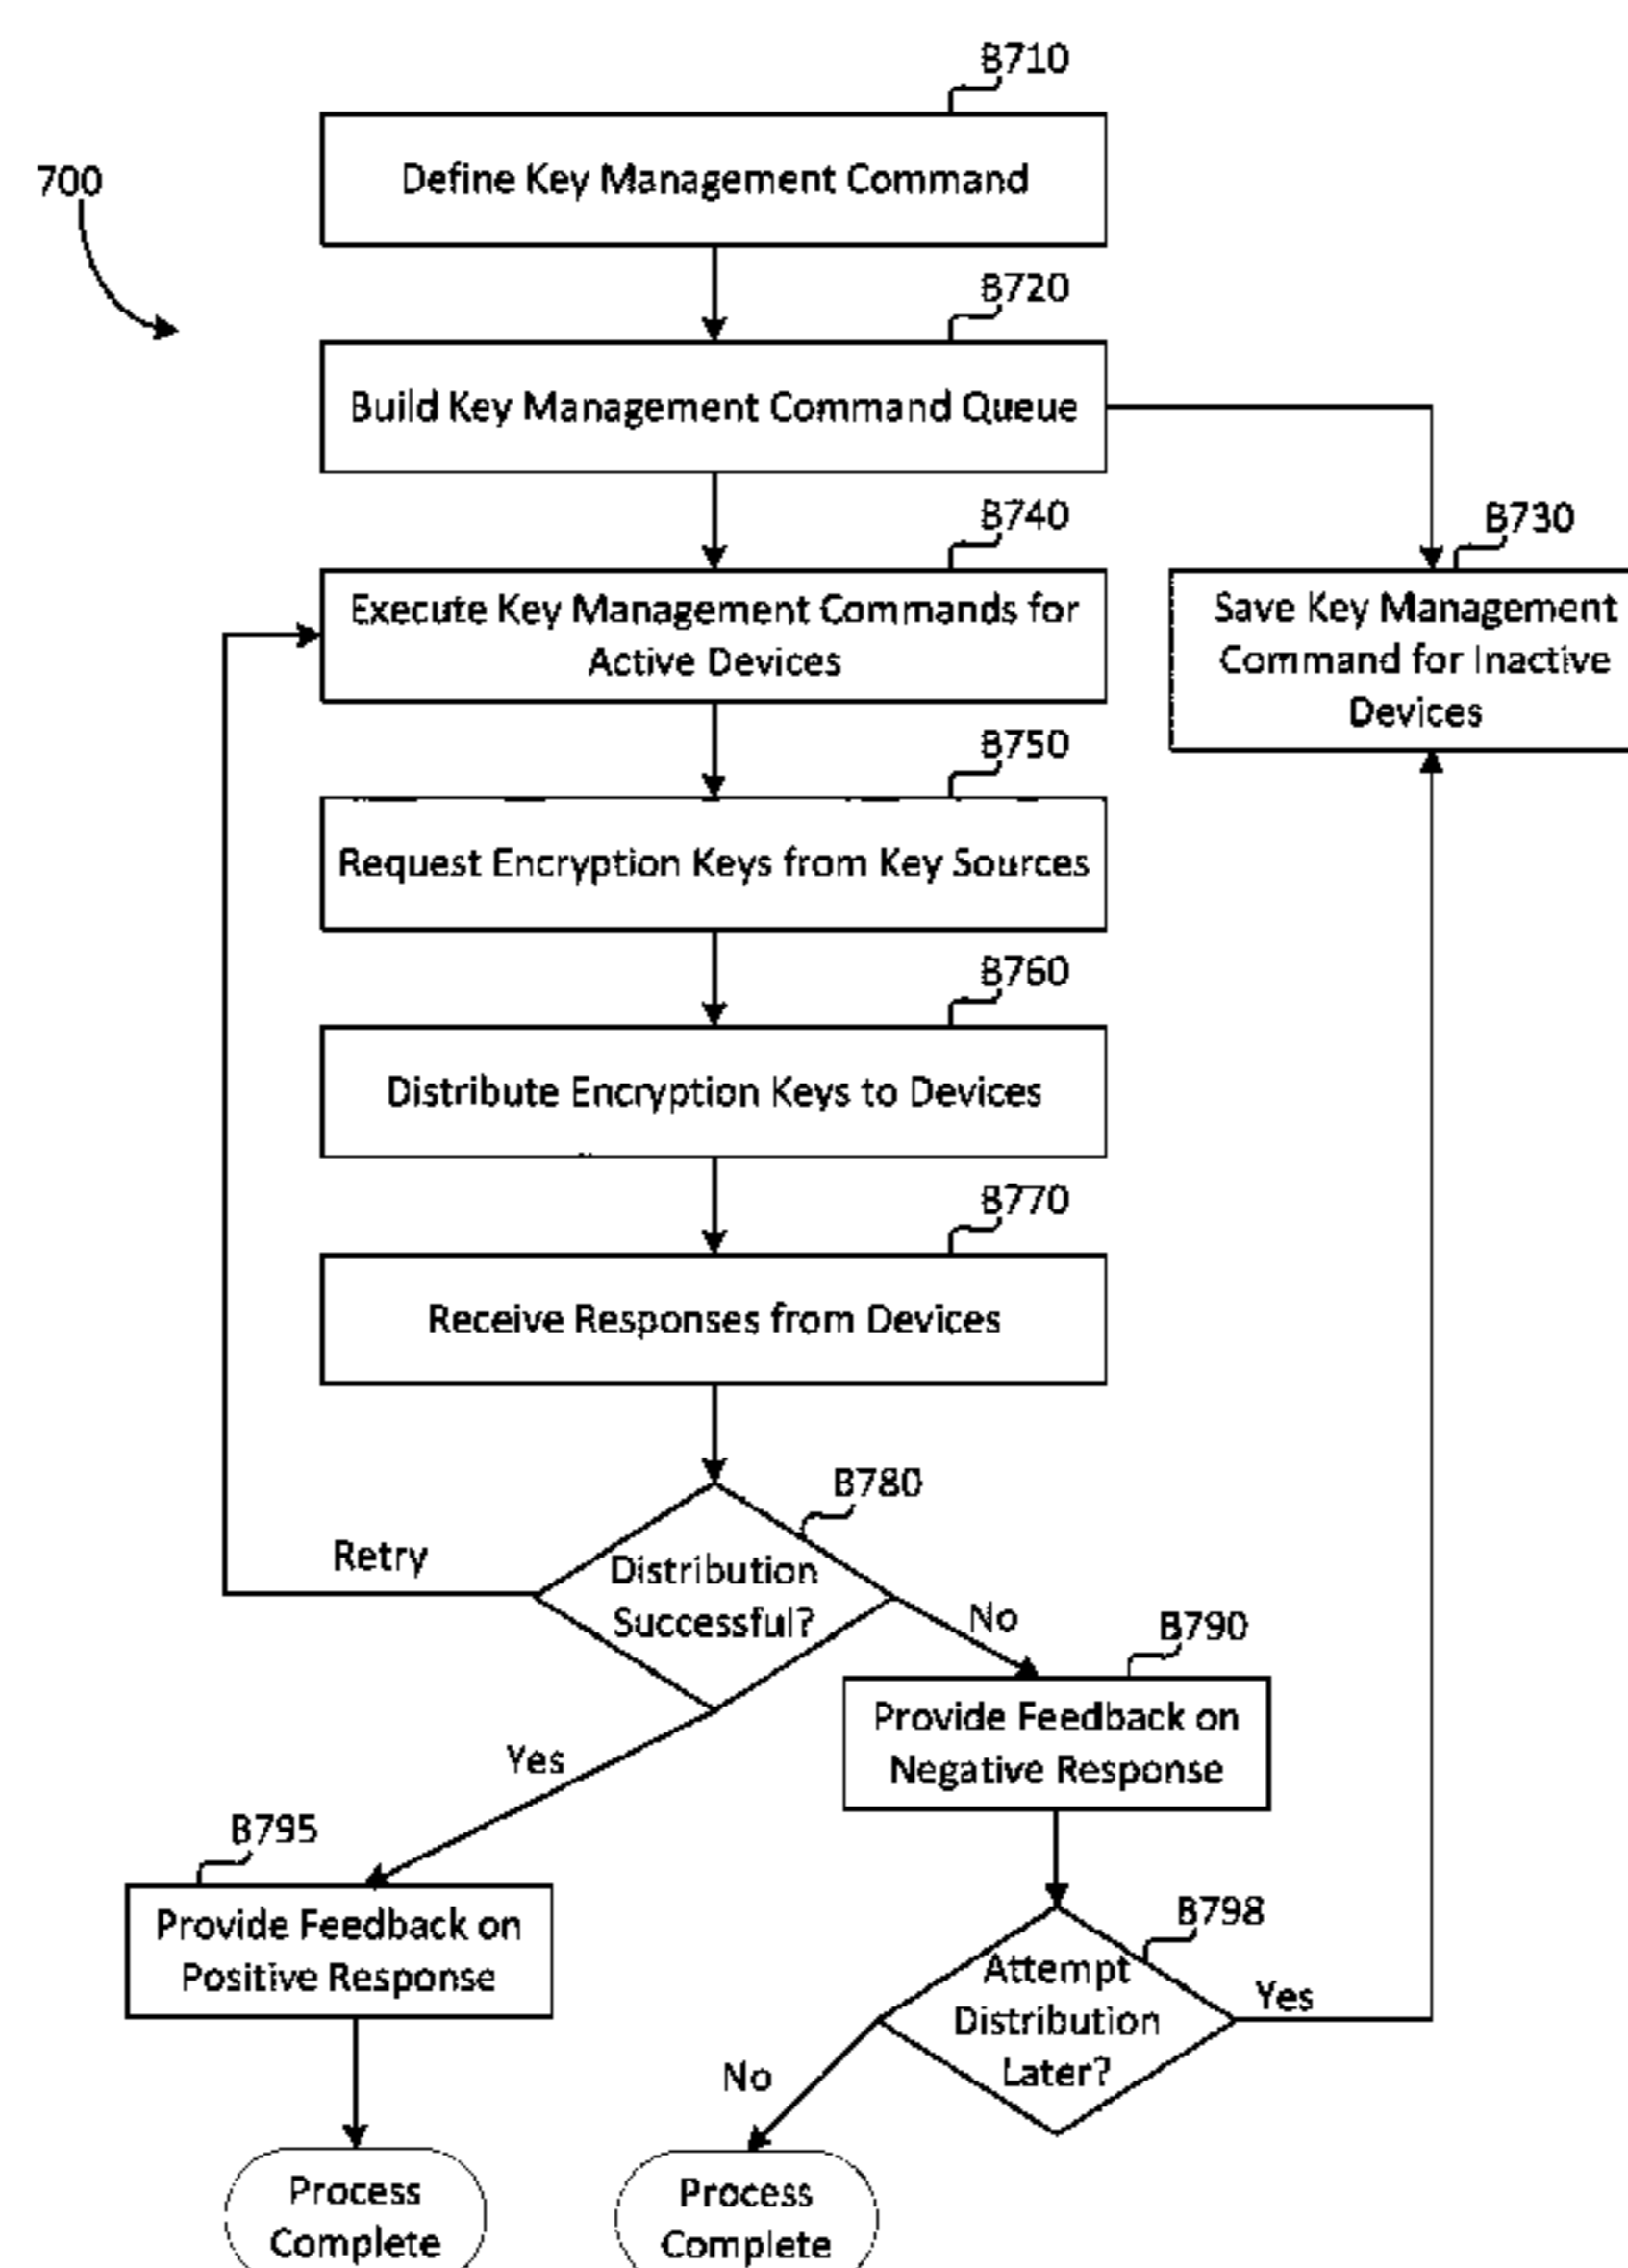 B710
700
Define Key Management Command
B720
Build Key Management Command Queue
B740
B730
Execute Key Management Commands for
Active Devices
Save Key Management
Command for Inactive
Devices
B750
Request Encryption Keys from Key Sources
B760
Distribute Encryption Keys to Devices
B770
Receive Responses from Devices
B780
Retry
Distribution
Successful?
No
B790
Provide Feedback on
Negative Response
Yes
B795
Provide Feedback on
Positive Response
B798
Attempt
Distribution
Later?
Yes
No
Process
Complete
Process
Complete